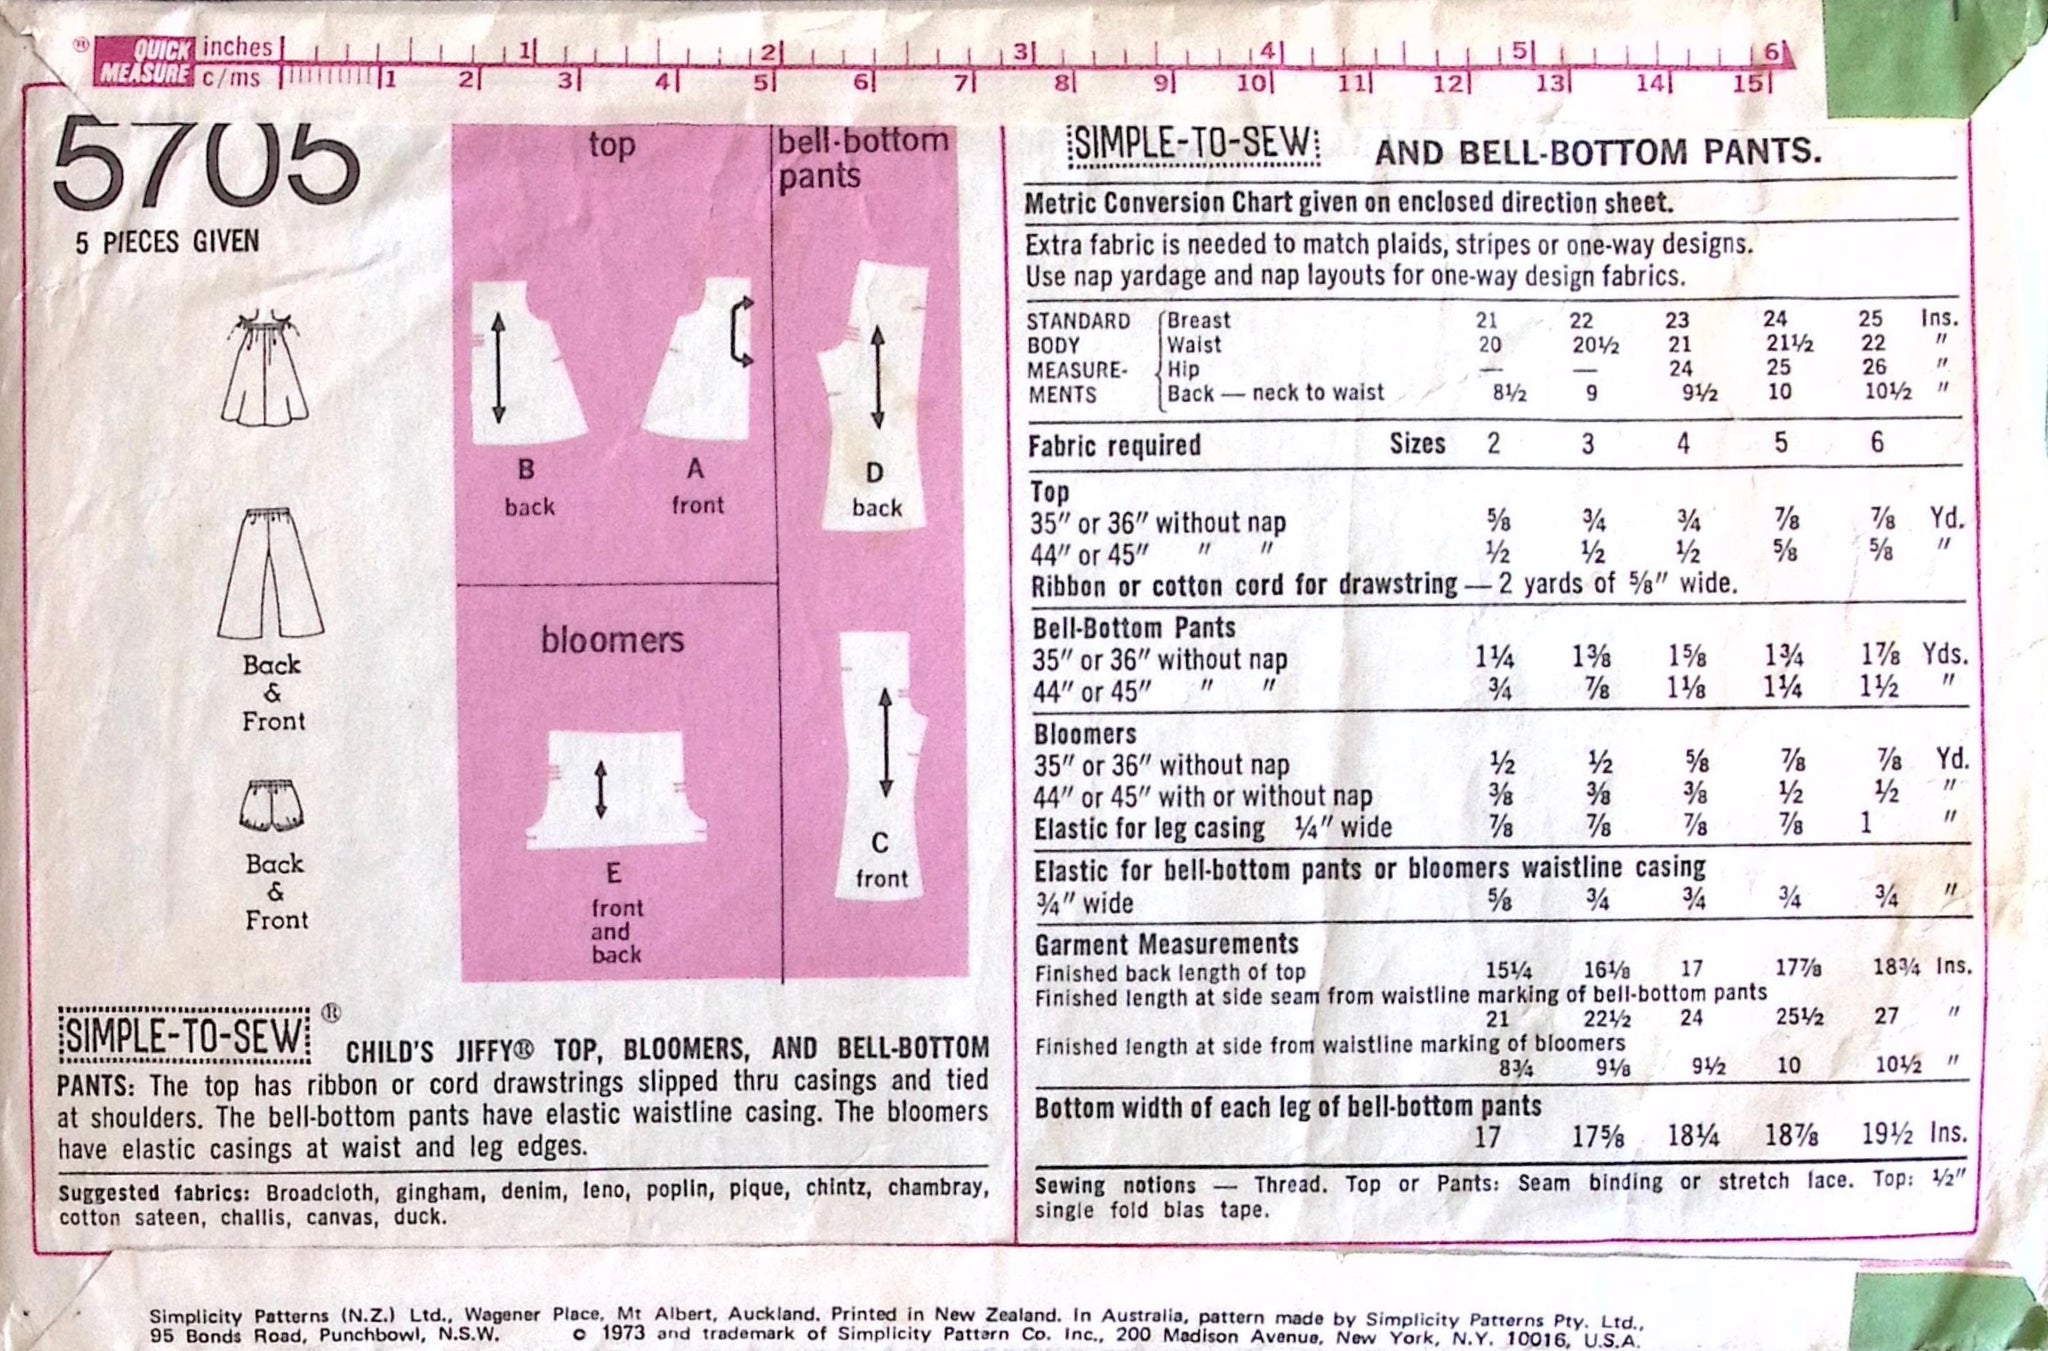 ® QUICK MEASURE inches 1 2 3 4 5 6
c/ms 1 2 3 4 5 6 7 8 9 10 11 12 13 14 15
5705
5 PIECES GIVEN
Back
&
Front
Back
&
Front
top
B
back
A
front
bell-bottom
pants
D
back
C
front
bloomers
E
front
and
back
SIMPLE-TO-SEW ® CHILD'S JIFFY® TOP, BLOOMERS, AND BELL-BOTTOM
PANTS: The top has ribbon or cord drawstrings slipped thru casings and tied
at shoulders. The bell-bottom pants have elastic waistline casing. The bloomers
have elastic casings at waist and leg edges.
Suggested fabrics: Broadcloth, gingham, denim, leno, poplin, pique, chintz, chambray,
cotton sateen, challis, canvas, duck.
SIMPLE-TO-SEW AND BELL-BOTTOM PANTS.
Metric Conversion Chart given on enclosed direction sheet.
Extra fabric is needed to match plaids, stripes or one-way designs.
Use nap yardage and nap layouts for one-way design fabrics.
STANDARD Breast 21 22 23 24 25 Ins.
BODY Waist 20 20½ 21 21½ 22 "
MEASURE- Hip — — 24 25 26 "
MENTS Back — neck to waist 8½ 9 9½ 10 10½ "
Fabric required Sizes 2 3 4 5 6
Top
35" or 36" without nap ⅝ ¾ ¾ ⅞ ⅞ Yd.
44" or 45" " " ½ ½ ½ ⅝ ⅝ "
Ribbon or cotton cord for drawstring — 2 yards of ⅝" wide.
Bell-Bottom Pants
35" or 36" without nap 1¼ 1⅜ 1⅝ 1¾ 1⅞ Yds.
44" or 45" " " ¾ ⅞ 1⅛ 1¼ 1½ "
Bloomers
35" or 36" without nap ½ ½ ⅝ ⅞ ⅞ Yd.
44" or 45" with or without nap ⅜ ⅜ ⅜ ½ ½ "
Elastic for leg casing ¼" wide ⅞ ⅞ ⅞ ⅞ 1 "
Elastic for bell-bottom pants or bloomers waistline casing
¾" wide ⅝ ¾ ¾ ¾ ¾ "
Garment Measurements
Finished back length of top 15¼ 16⅛ 17 17⅞ 18¾ Ins.
Finished length at side seam from waistline marking of bell-bottom pants
21 22½ 24 25½ 27 "
Finished length at side from waistline marking of bloomers
8¾ 9⅛ 9½ 10 10½ "
Bottom width of each leg of bell-bottom pants
17 17⅝ 18¼ 18⅞ 19½ Ins.
Sewing notions — Thread. Top or Pants: Seam binding or stretch lace. Top: ½"
single fold bias tape.
Simplicity Patterns (N.Z.) Ltd., Wagener Place, Mt Albert, Auckland. Printed in New Zealand. In Australia, pattern made by Simplicity Patterns Pty. Ltd.,
95 Bonds Road, Punchbowl, N.S.W. © 1973 and trademark of Simplicity Pattern Co. Inc., 200 Madison Avenue, New York, N.Y. 10016, U.S.A.